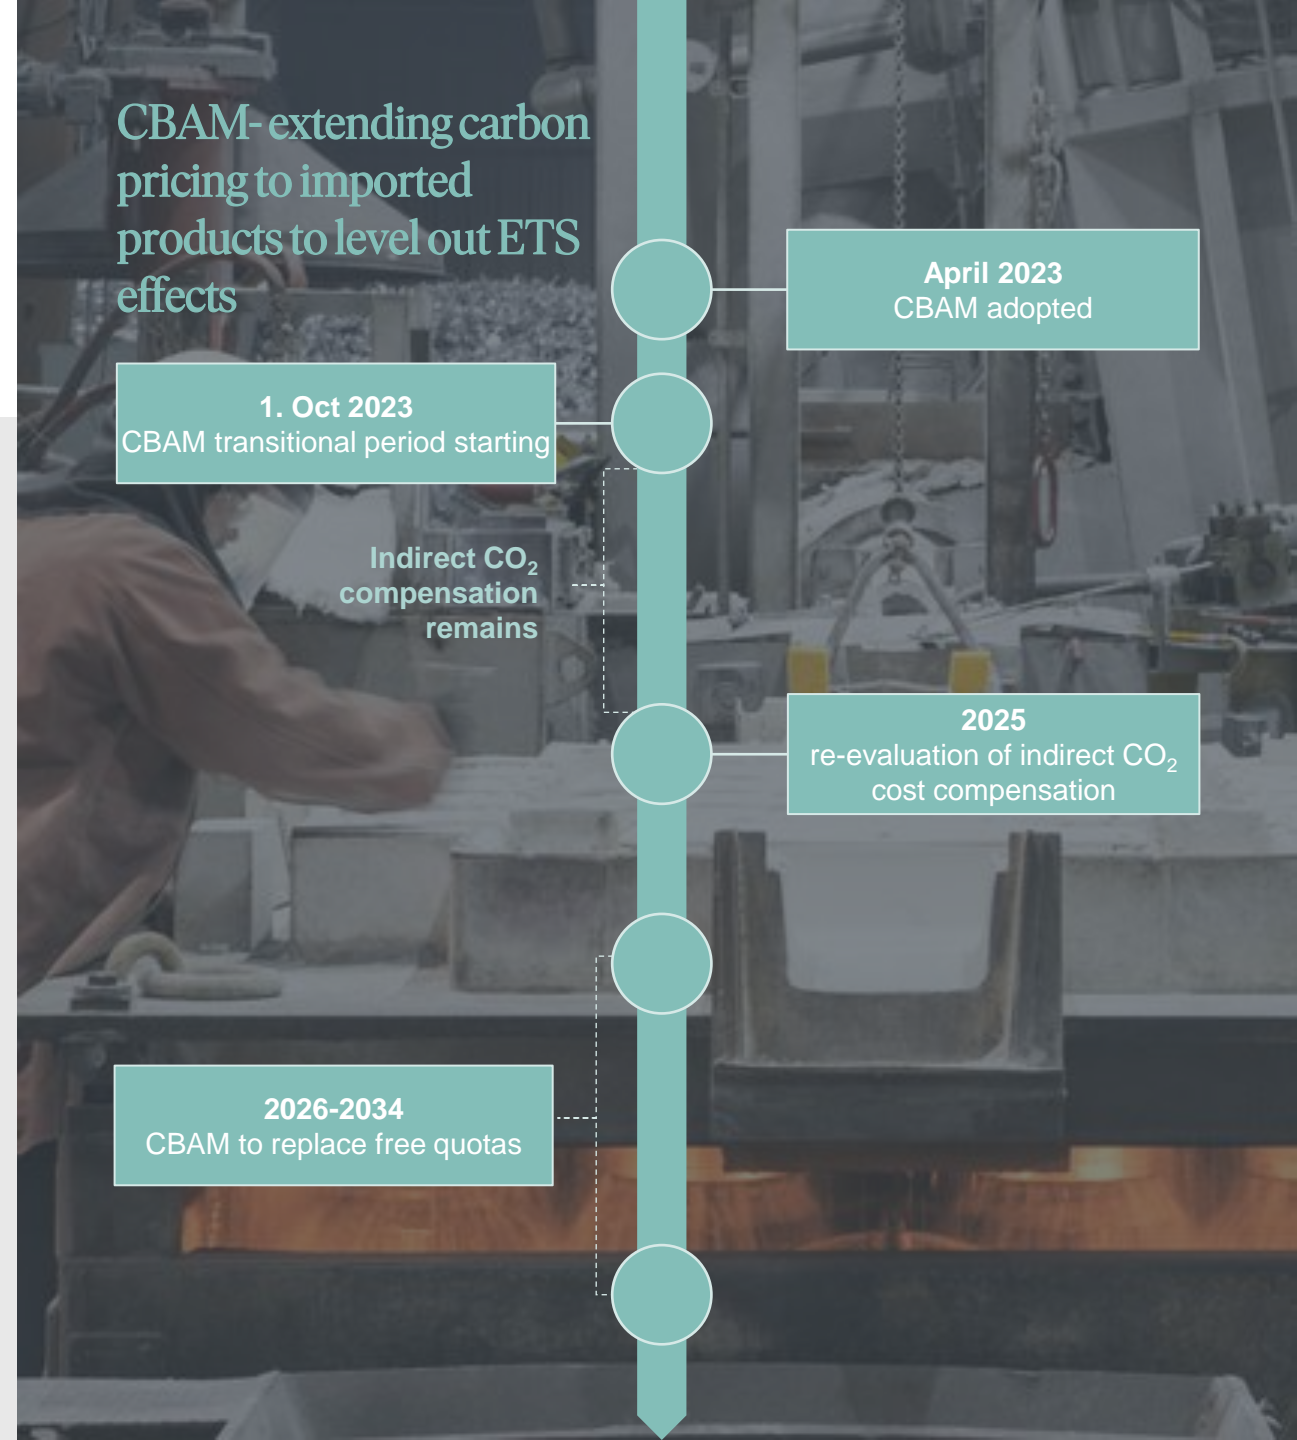 CBAM- extending carbon
pricing to imported
products to level out ETS
effects
April 2023
CBAM adopted
1. Oct 2023
CBAM transitional period starting
Indirect CO₂
compensation
remains
2025
re-evaluation of indirect CO₂
cost compensation
2026-2034
CBAM to replace free quotas